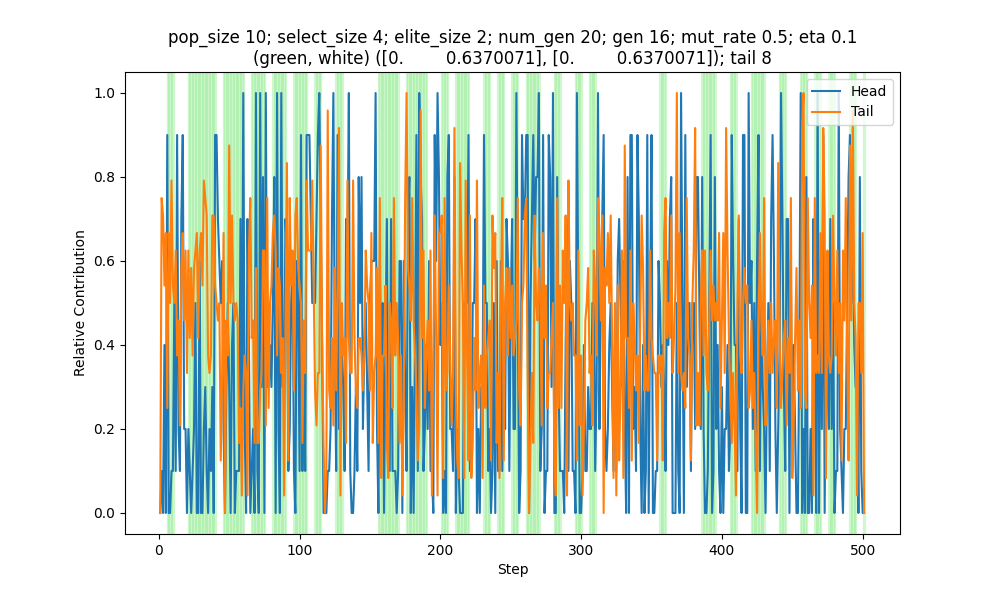 pop_size 10; select_size 4; elite_size 2; num_gen 20; gen 16; mut_rate 0.5; eta 0.1
(green, white) ([0.        0.6370071], [0.        0.6370071]); tail 8
Head
Tail
1.0
0.8
0.6
0.4
0.2
0.0
Relative Contribution
0
100
200
300
400
500
Step